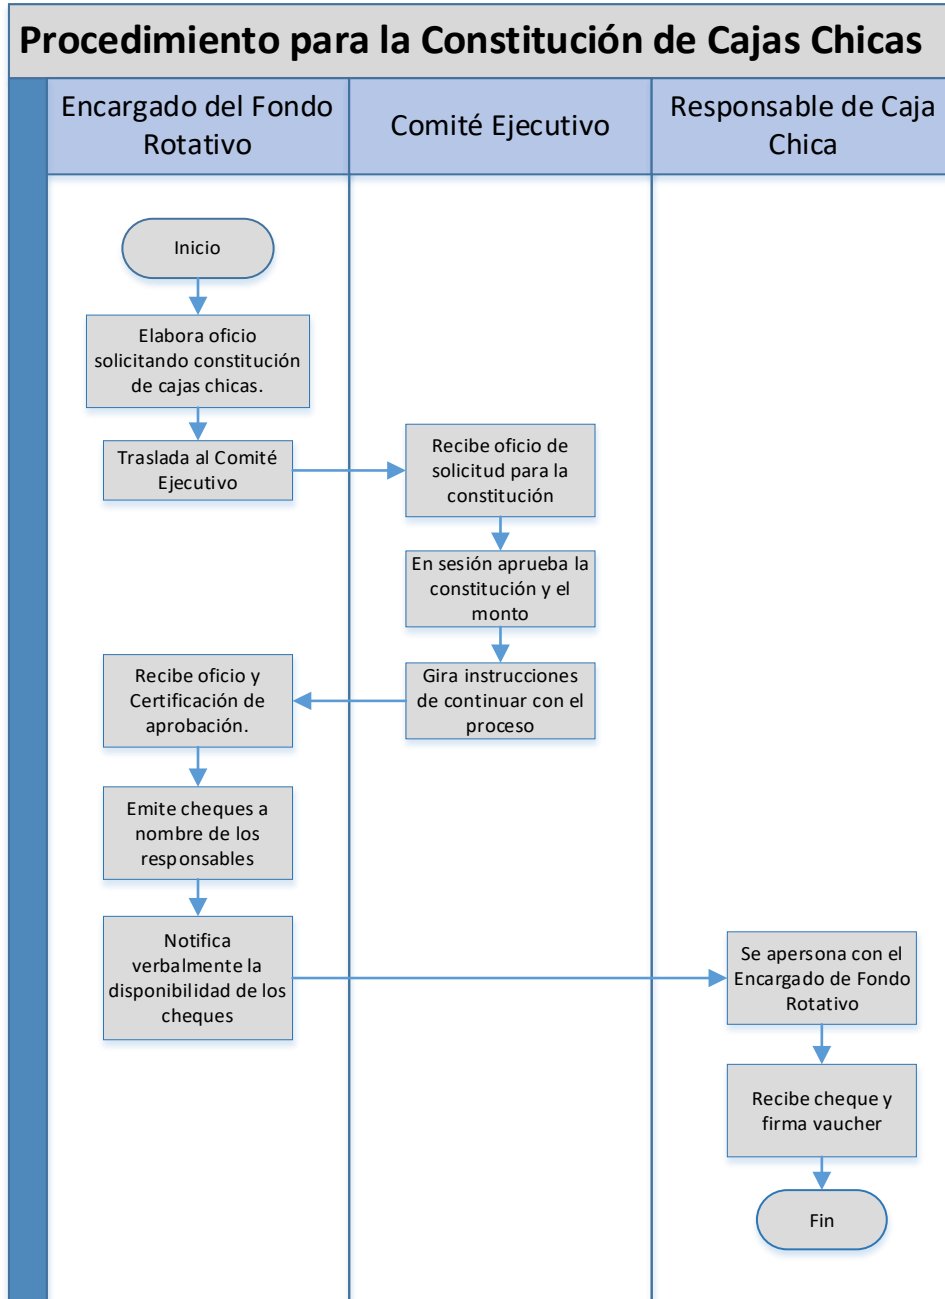 Procedimiento para la Constitución de Cajas Chicas
Encargado del Fondo
Rotativo
Comité Ejecutivo
Responsable de Caja
Chica
Inicio
Elabora oficio
solicitando constitución
de cajas chicas.
Traslada al Comité
Ejecutivo
Recibe oficio de
solicitud para la
constitución
En sesión aprueba la
constitución y el
monto
Gira instrucciones
de continuar con el
proceso
Recibe oficio y
Certificación de
aprobación.
Emite cheques a
nombre de los
responsables
Notifica
verbalmente la
disponibilidad de los
cheques
Se apersona con el
Encargado de Fondo
Rotativo
Recibe cheque y
firma vaucher
Fin